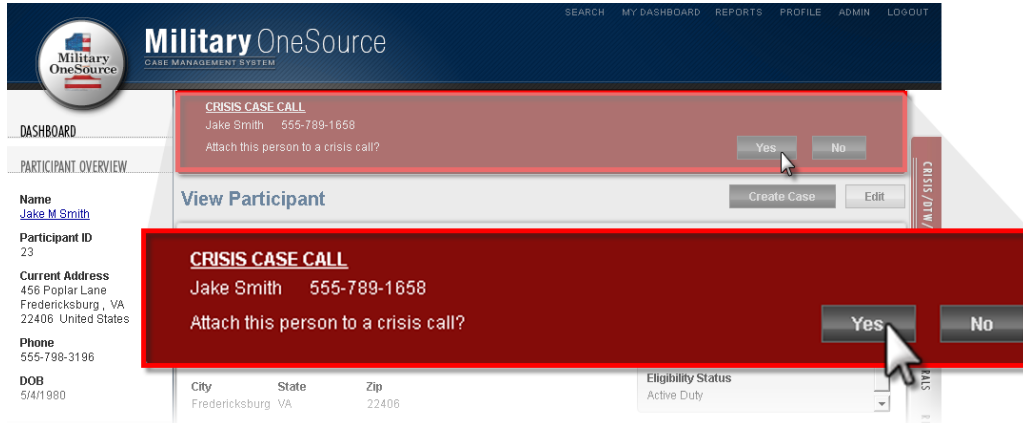 SEARCH MY DASHBOARD REPORTS PROFILE ADMIN LOGOUT
Military
OneSource
Military OneSource
CASE MANAGEMENT SYSTEM
DASHBOARD
PARTICIPANT OVERVIEW
Name
Jake M Smith
Participant ID
23
Current Address
456 Poplar Lane
Fredericksburg , VA
22406 United States
Phone
555-798-3196
DOB
5/4/1980
CRISIS CASE CALL
Jake Smith 555-789-1658
Attach this person to a crisis call?
Yes No
View Participant
Create Case Edit
CRISIS/DTW/
CRISIS CASE CALL
Jake Smith 555-789-1658
Attach this person to a crisis call?
Yes No
City State Zip
Fredericksburg VA 22406
Eligibility Status
Active Duty
RALS